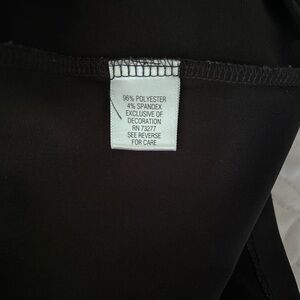 96% POLYESTER
4% SPANDEX
EXCLUSIVE OF
DECORATION
RN 73277
SEE REVERSE
FOR CARE